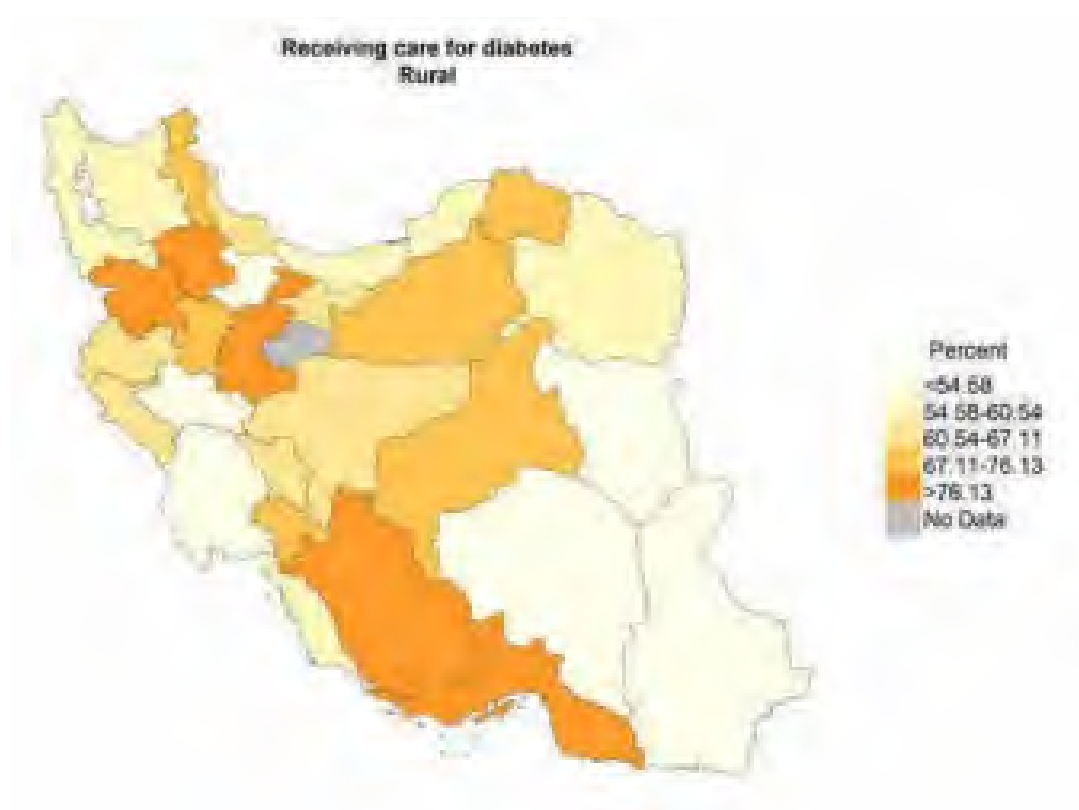 Receiving care for diabetes
Rural
Percent
<54.58
54.58-60.54
60.54-67.11
67.11-76.13
>76.13
No Data